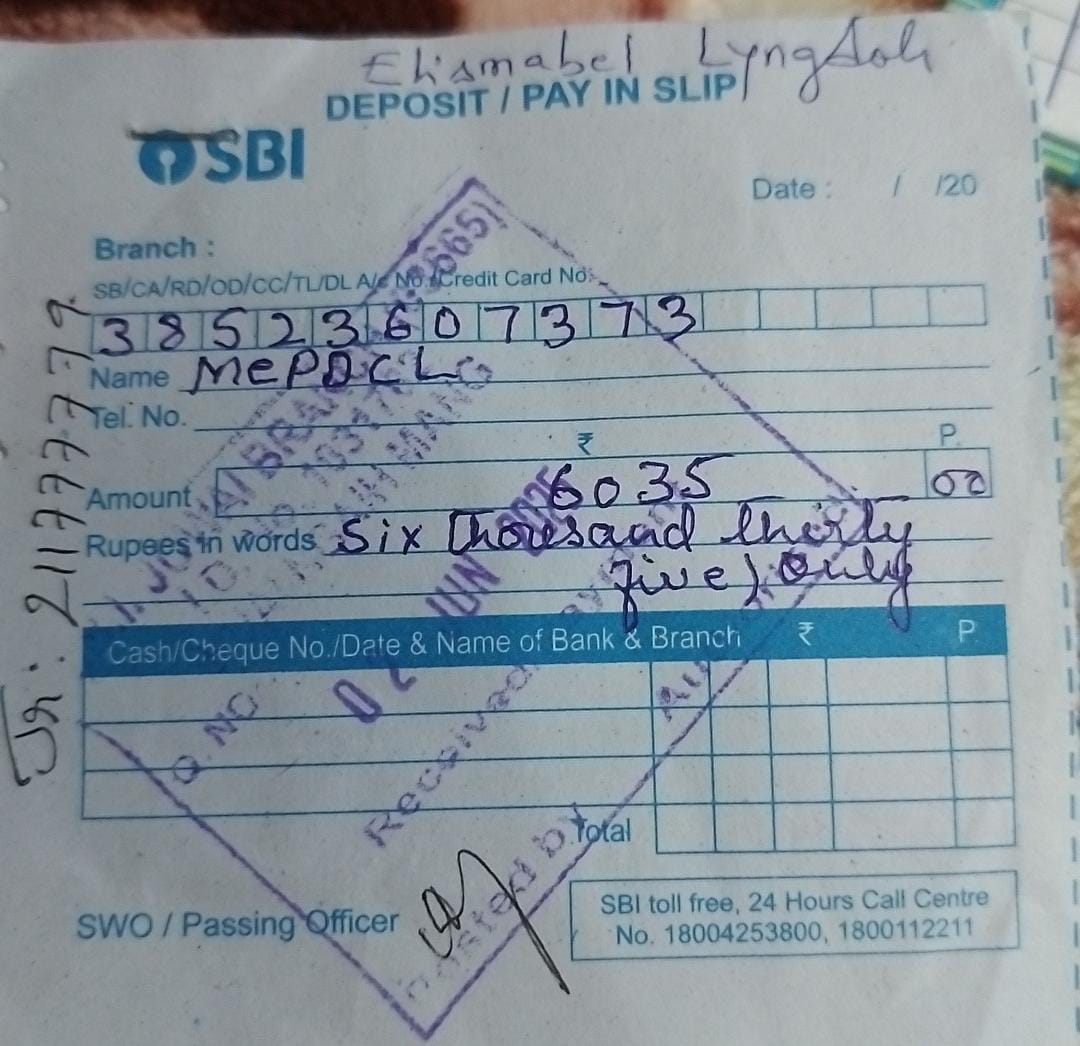 Elismabel Lyngdoh
DEPOSIT / PAY IN SLIP
SBI
Date : / /20
Branch :
SB/CA/RD/OD/CC/TL/DL A/c No./Credit Card No.
38523607373
Name MePDCL
Tel. No.
₹ P.
Amount 6035 00
Rupees in words Six Thousand thirty
five) Only
Cash/Cheque No./Date & Name of Bank & Branch ₹ P
Total
SWO / Passing Officer
SBI toll free, 24 Hours Call Centre
No. 18004253800, 1800112211
JUN
Received